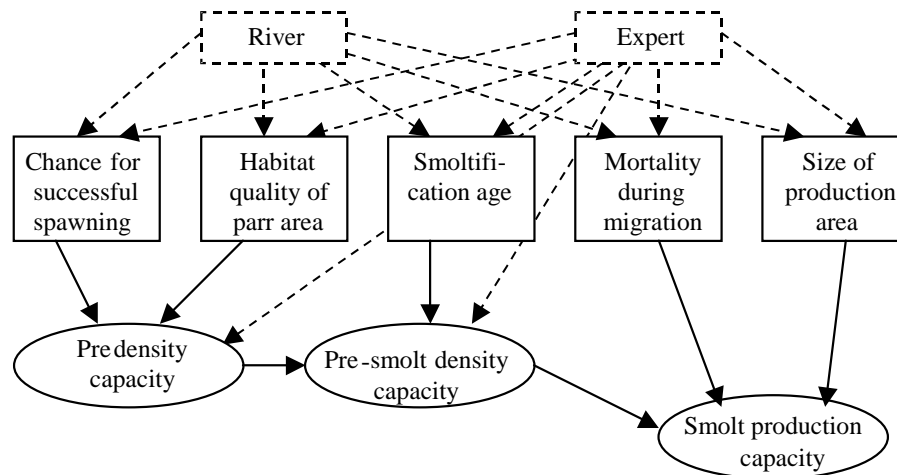 River
Expert
Chance for
successful
spawning
Habitat
quality of
parr area
Smoltifi-
cation age
Mortality
during
migration
Size of
production
area
Predensity
capacity
Pre-smolt density
capacity
Smolt production
capacity